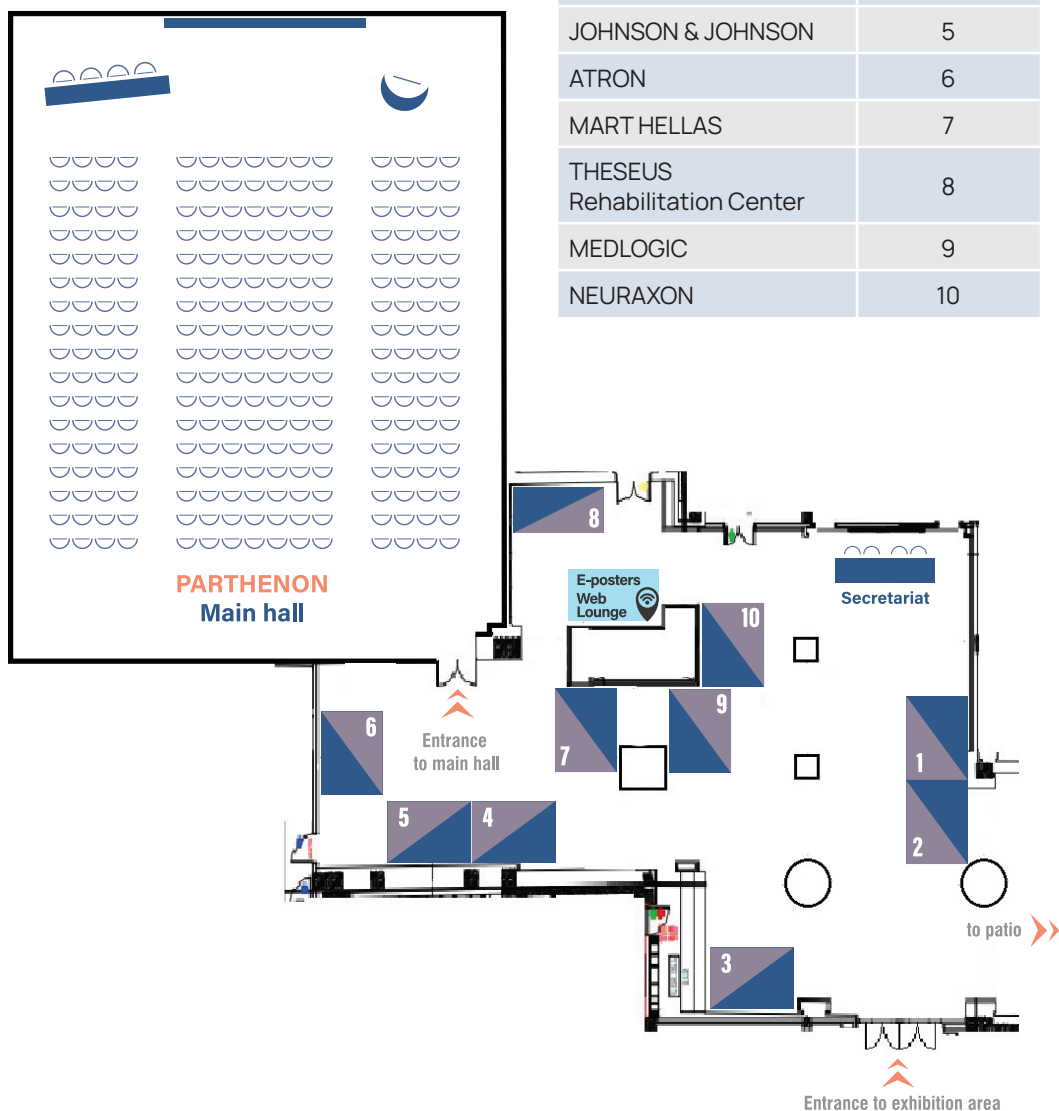 JOHNSON & JOHNSON 5
ATRON 6
MART HELLAS 7
THESEUS
Rehabilitation Center 8
MEDLOGIC 9
NEURAXON 10
PARTHENON
Main hall
8
E-posters
Web
Lounge
Secretariat
10
6
9
7
Entrance
to main hall
1
5
4
2
to patio
3
Entrance to exhibition area